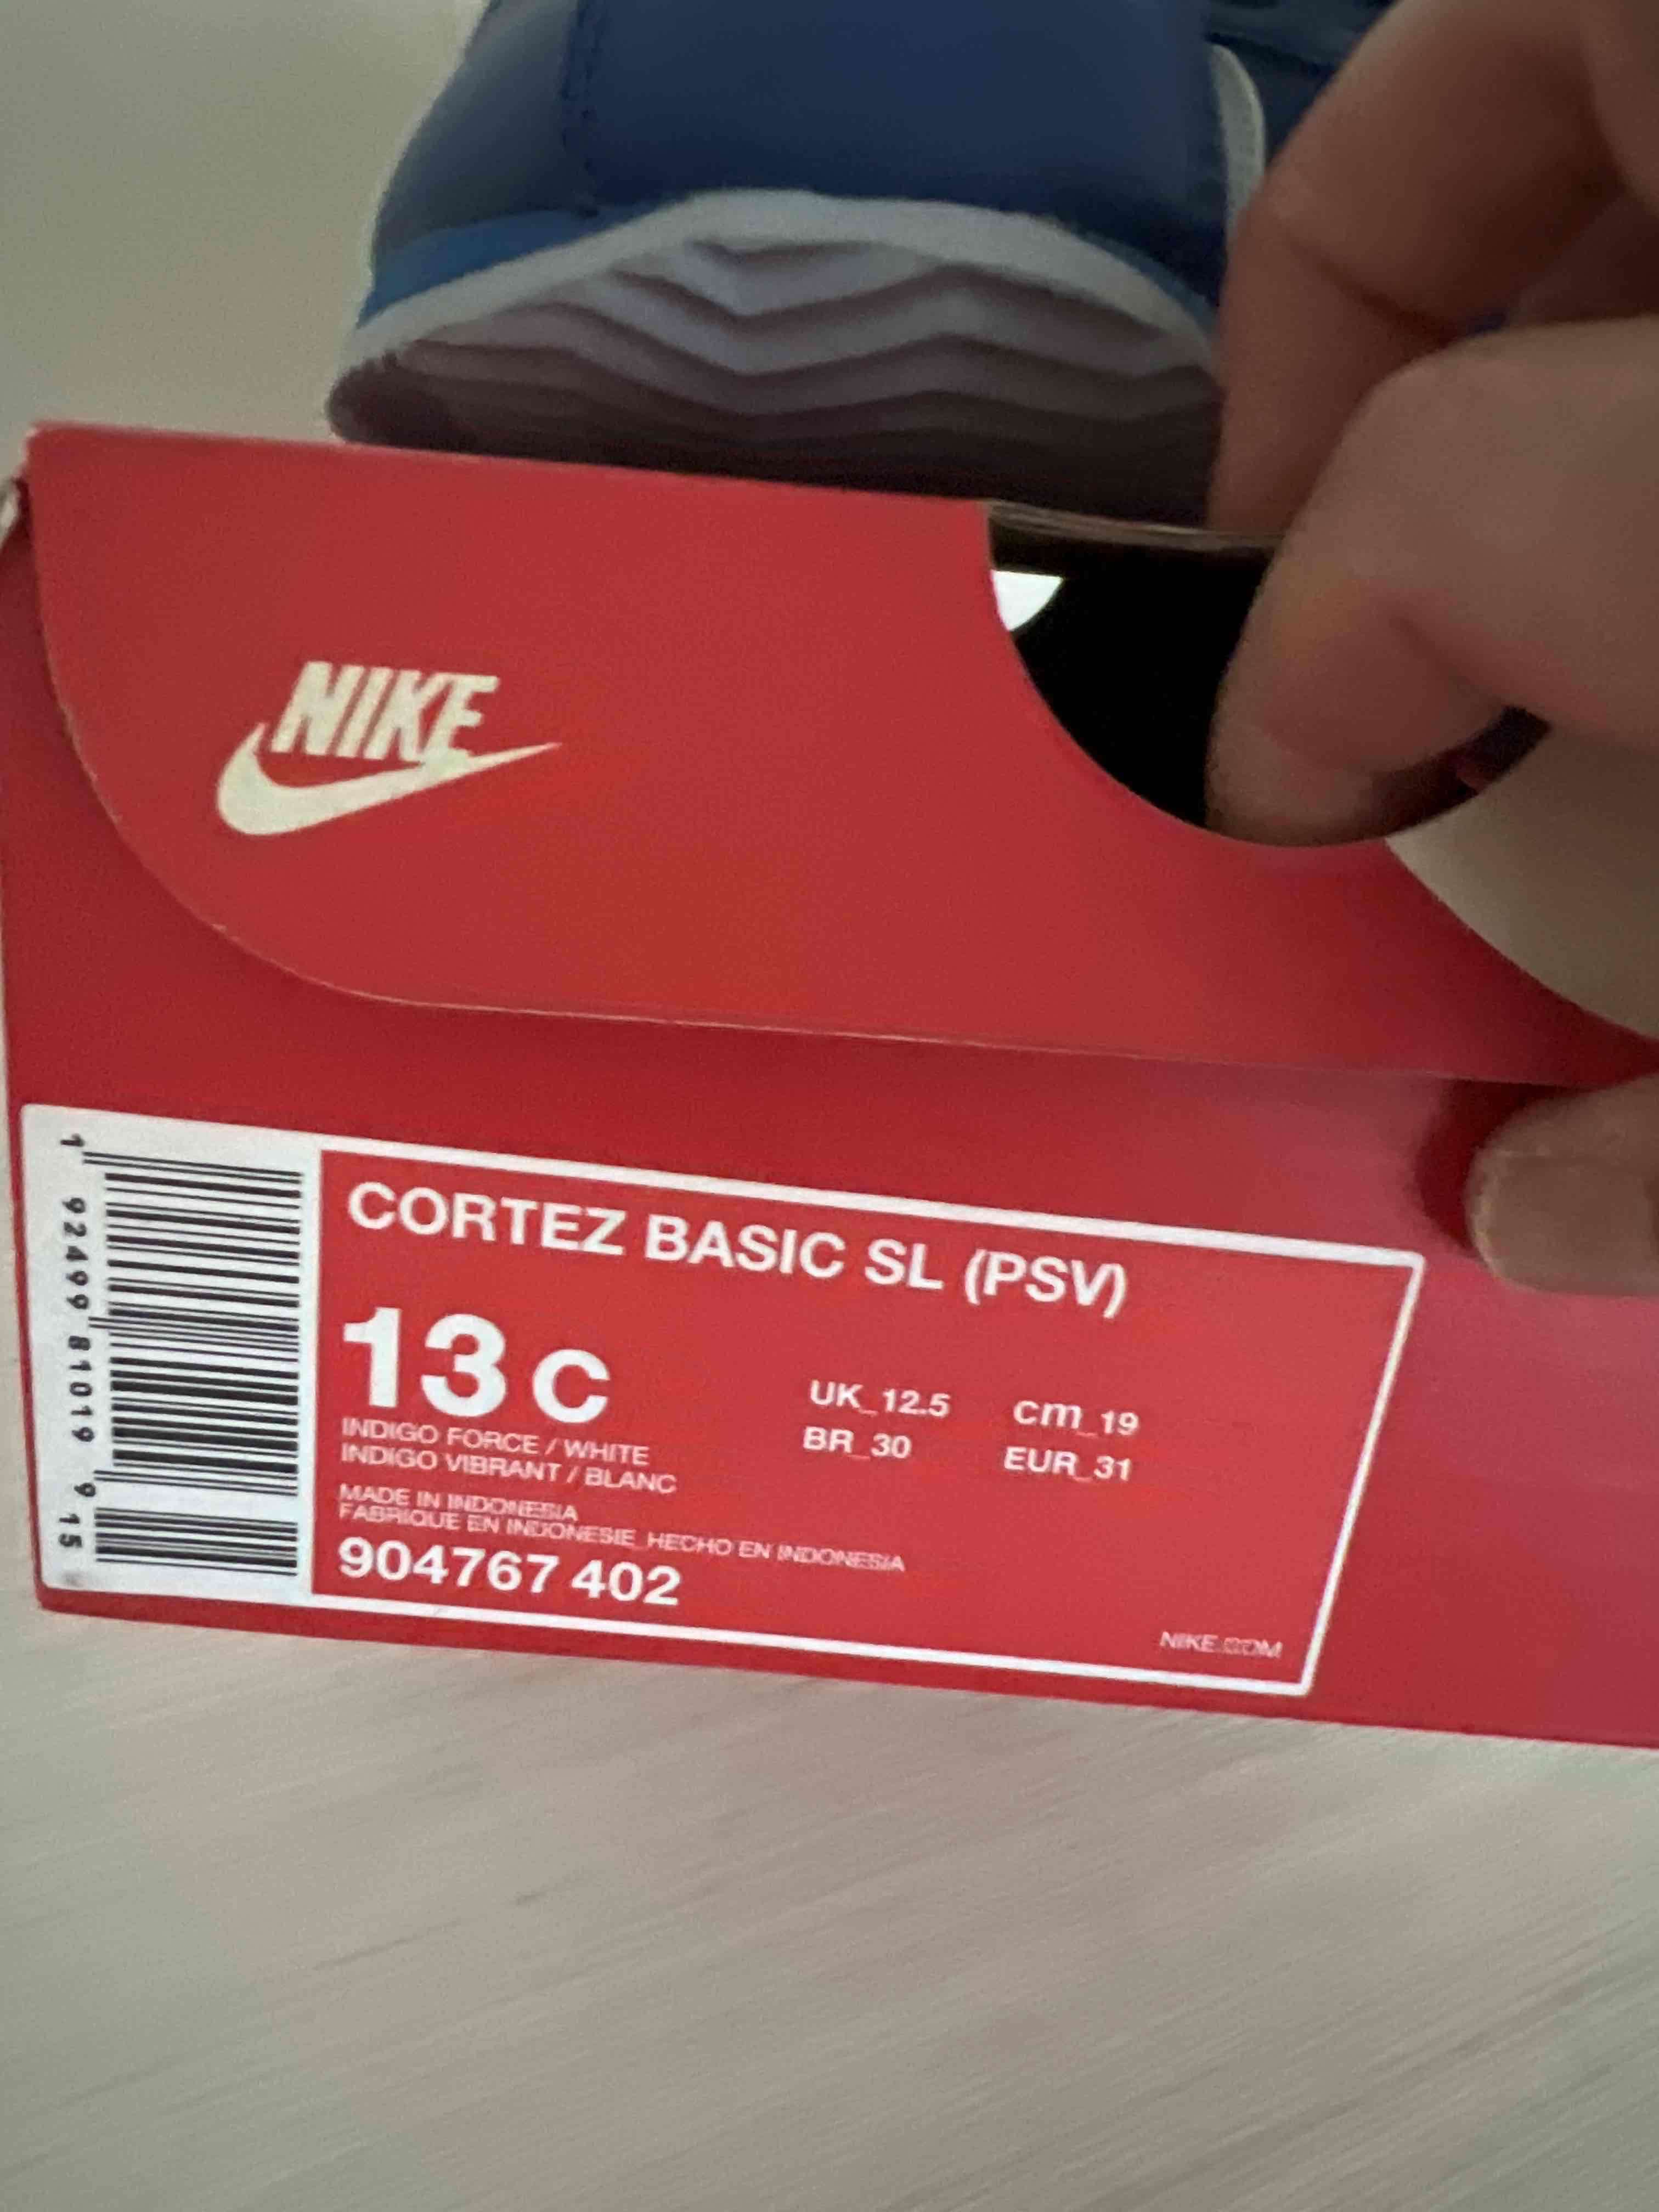 NIKE
1 92499 81019 9 15
CORTEZ BASIC SL (PSV)
13 C
UK_12.5 cm_19
BR_30 EUR_31
INDIGO FORCE / WHITE
INDIGO VIBRANT / BLANC
MADE IN INDONESIA
FABRIQUE EN INDONESIE_HECHO EN INDONESIA
904767 402
NIKE.COM